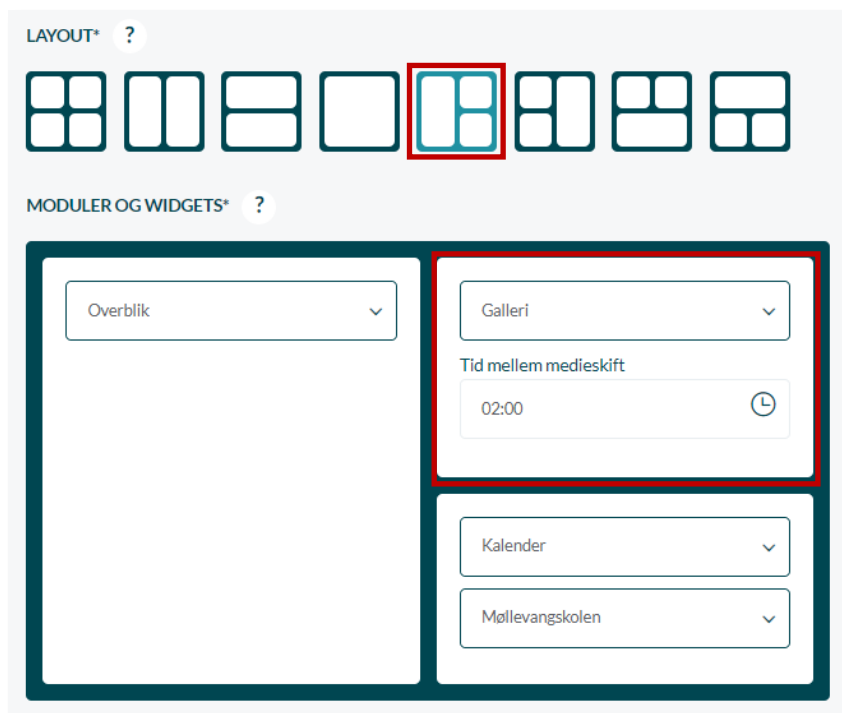 LAYOUT* ?
MODULER OG WIDGETS* ?
Overblik
Galleri
Tid mellem medieskift
02:00
Kalender
Møllevangskolen